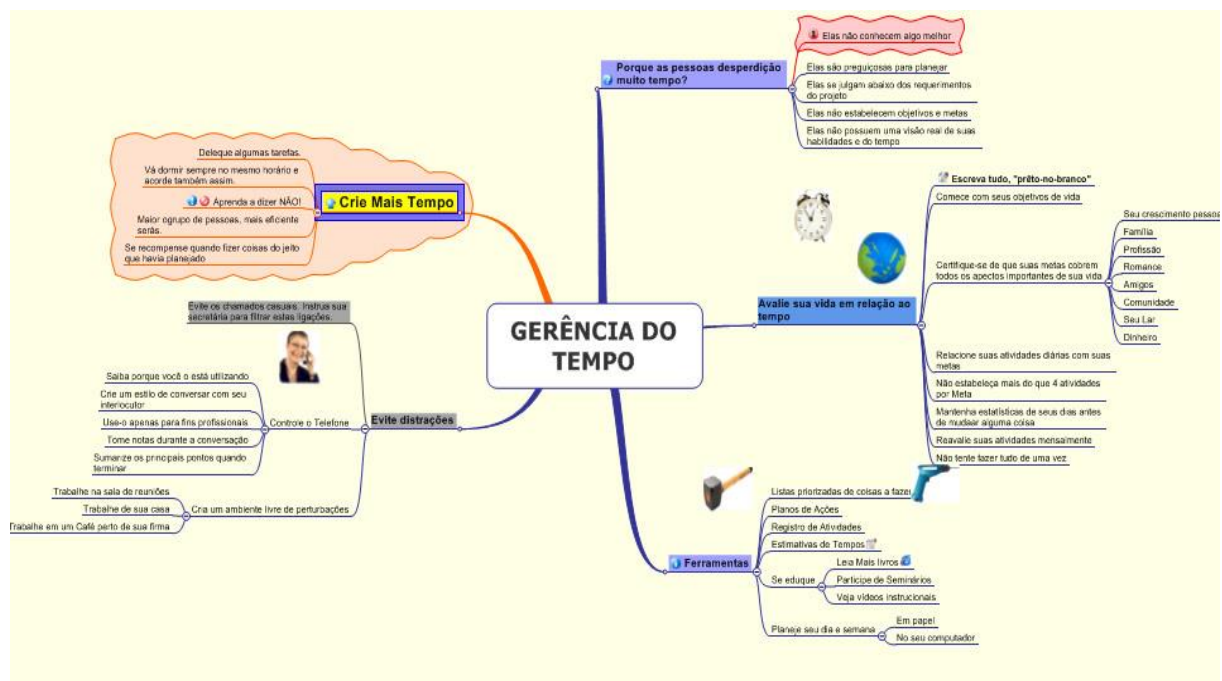 GERÊNCIA DO
TEMPO
Porque as pessoas desperdição
muito tempo?
Elas não conhecem algo melhor
Elas são preguiçosas para planejar
Elas se julgam abaixo dos requerimentos
do projeto
Elas não estabelecem objetivos e metas
Elas não possuem uma visão real de suas
habilidades e do tempo
Avalie sua vida em relação ao
tempo
Escreva tudo, "prêto-no-branco"
Comece com seus objetivos de vida
Certifique-se de que suas metas cobrem
todos os apectos importantes de sua vida
Seu crescimento pessoa
Família
Profissão
Romance
Amigos
Comunidade
Seu Lar
Dinheiro
Relacione suas atividades diárias com suas
metas
Não estabeleça mais do que 4 atividades
por Meta
Mantenha estatísticas de seus dias antes
de mudaar alguma coisa
Reavalie suas atividades mensalmente
Não tente fazer tudo de uma vez
Ferramentas
Listas priorizadas de coisas a fazer
Planos de Ações
Registro de Atividades
Estimativas de Tempos
Se eduque
Leia Mais livros
Participe de Seminários
Veja vídeos instrucionais
Planeje seu dia e semana
Em papel
No seu computador
Crie Mais Tempo
Deleque algumas tarefas.
Vá dormir sempre no mesmo horário e
acorde também assim.
Aprenda a dizer NÃO!
Maior ogrupo de pessoas, mais eficiente
serás.
Se recompense quando fizer coisas do jeito
que havia planejado
Evite distrações
Evite os chamados casuais. Instrua sua
secretária para filtrar estas ligações.
Controle o Telefone
Saiba porque você o está utilizando
Crie um estilo de conversar com seu
interlocutor
Use-o apenas para fins profissionais
Tome notas durante a conversação
Sumarize os principais pontos quando
terminar
Cria um ambiente livre de perturbações
Trabalhe na sala de reuniões
Trabalhe de sua casa
Trabalhe em um Café perto de sua firma